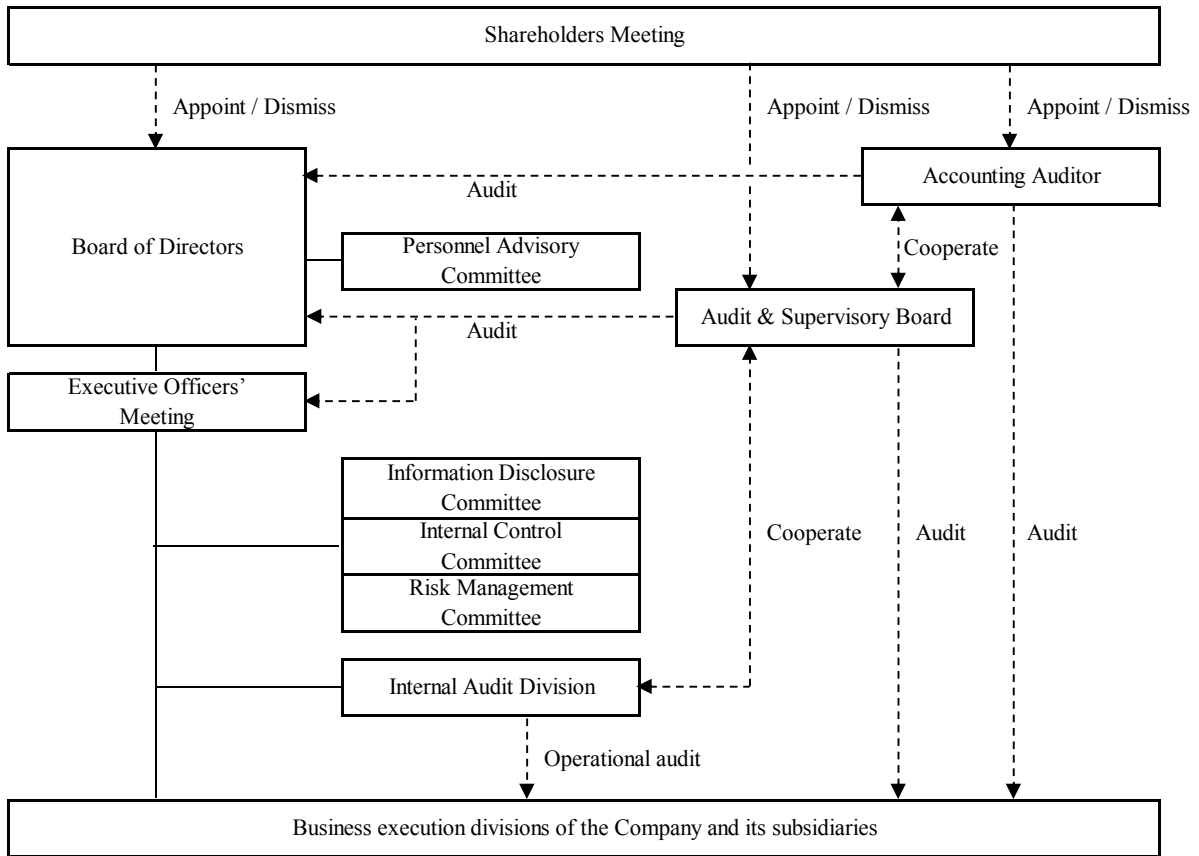 Shareholders Meeting
Appoint / Dismiss
Appoint / Dismiss
Appoint / Dismiss
Accounting Auditor
Audit
Board of Directors
Personnel Advisory
Committee
Cooperate
Audit & Supervisory Board
Audit
Executive Officers’
Meeting
Information Disclosure
Committee
Internal Control
Committee
Risk Management
Committee
Cooperate
Audit
Audit
Internal Audit Division
Operational audit
Business execution divisions of the Company and its subsidiaries